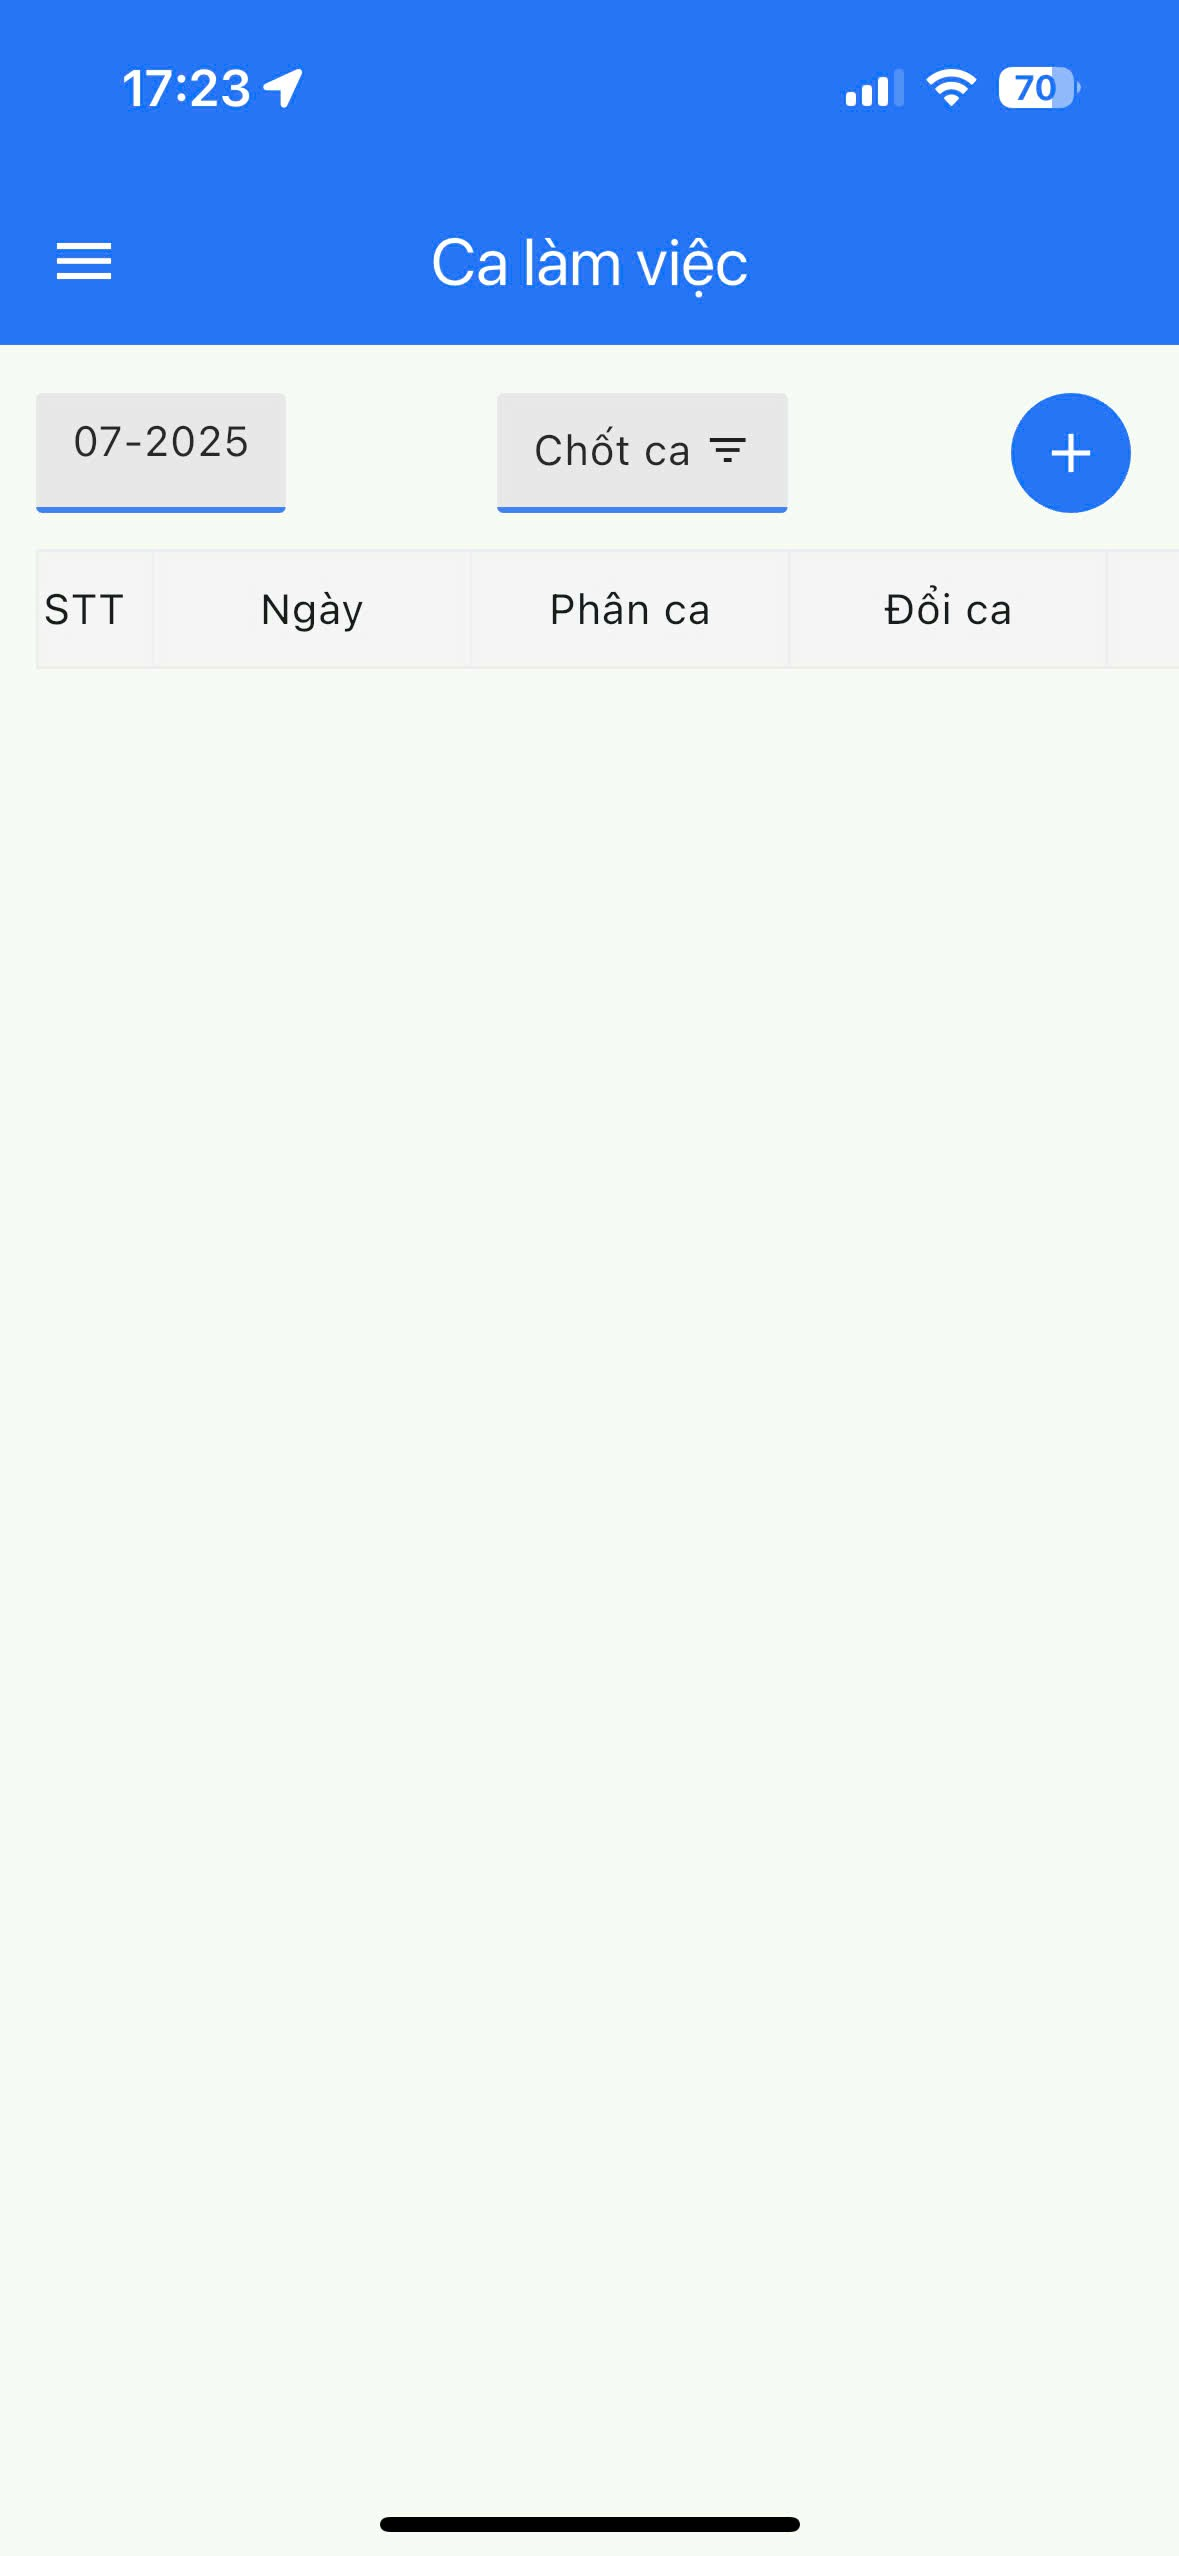 17:23
70
Ca làm việc
07-2025
Chốt ca
STT Ngày Phân ca Đổi ca